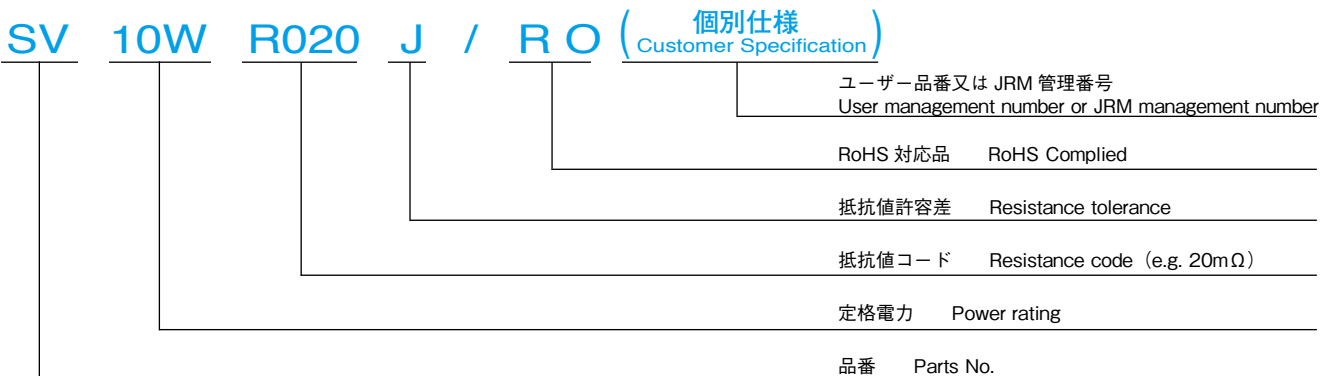 SV 10W R020 J / R O (個別仕様
Customer Specification)
ユーザー品番又は JRM 管理番号
User management number or JRM management number
RoHS 対応品 RoHS Complied
抵抗値許容差 Resistance tolerance
抵抗値コード Resistance code (e.g. 20mΩ)
定格電力 Power rating
品番 Parts No.